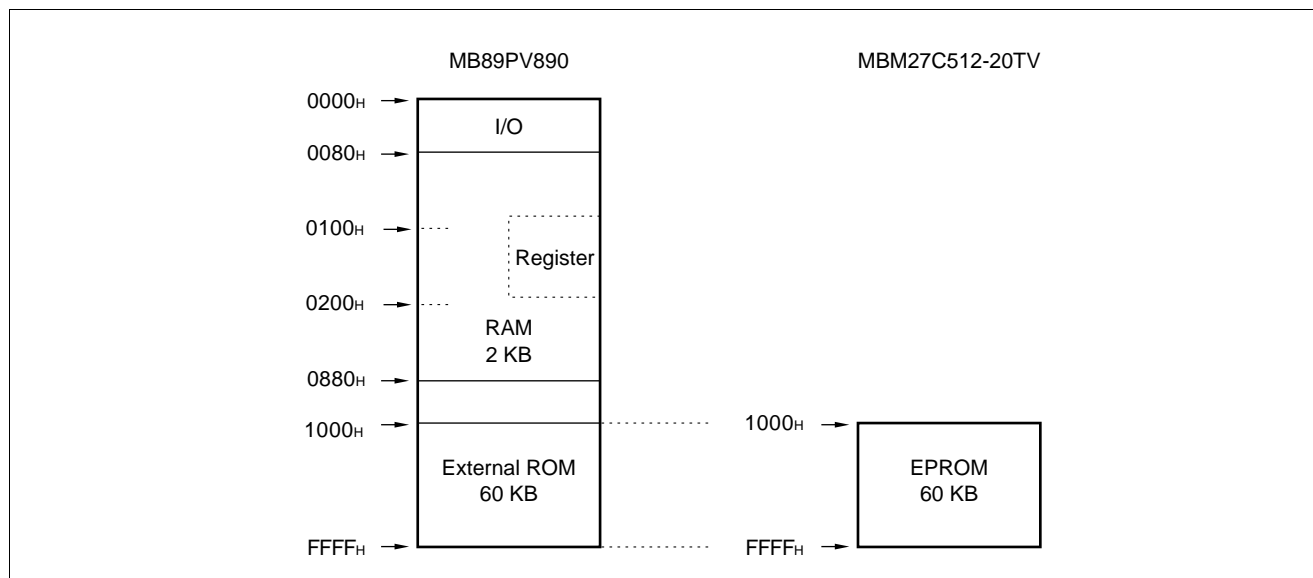 MB89PV890
MBM27C512-20TV
0000H
I/O
0080H
0100H
Register
0200H
RAM
2 KB
0880H
1000H
1000H
External ROM
60 KB
EPROM
60 KB
FFFFH
FFFFH